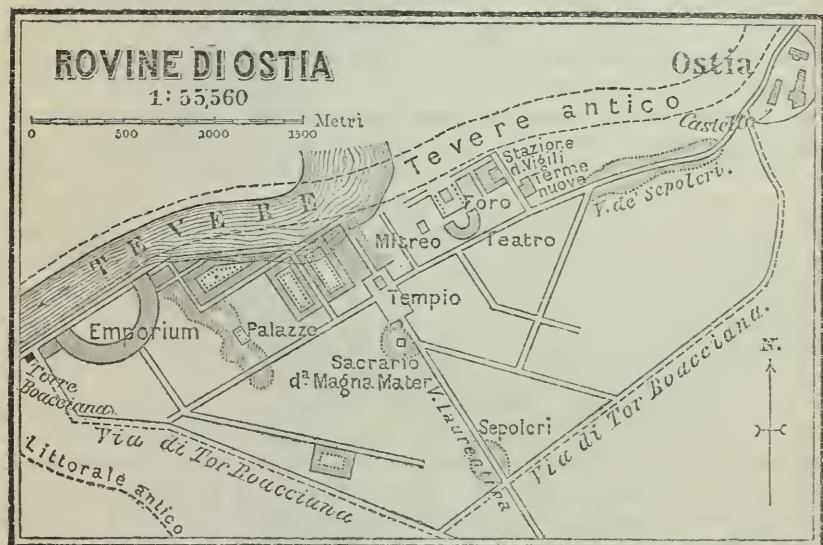 ROVINE DI OSTIA
1: 55,560
0 500 1000 1500 Metri
Ostia
Castello
Tevere antico
Stazione
d. Vigili
Terme
nuove
Foro
V. de Sepolcri.
TEVERE
Mitreo
Teatro
Tempio
Emporium
Palazzo
Sacrario
d.ª Magna Mater
V. Laurentina
Sepolcri
Torre
Boacciana
Via di Tor Boacciana
Via di Tor Boacciana.
Littorale antico
N.